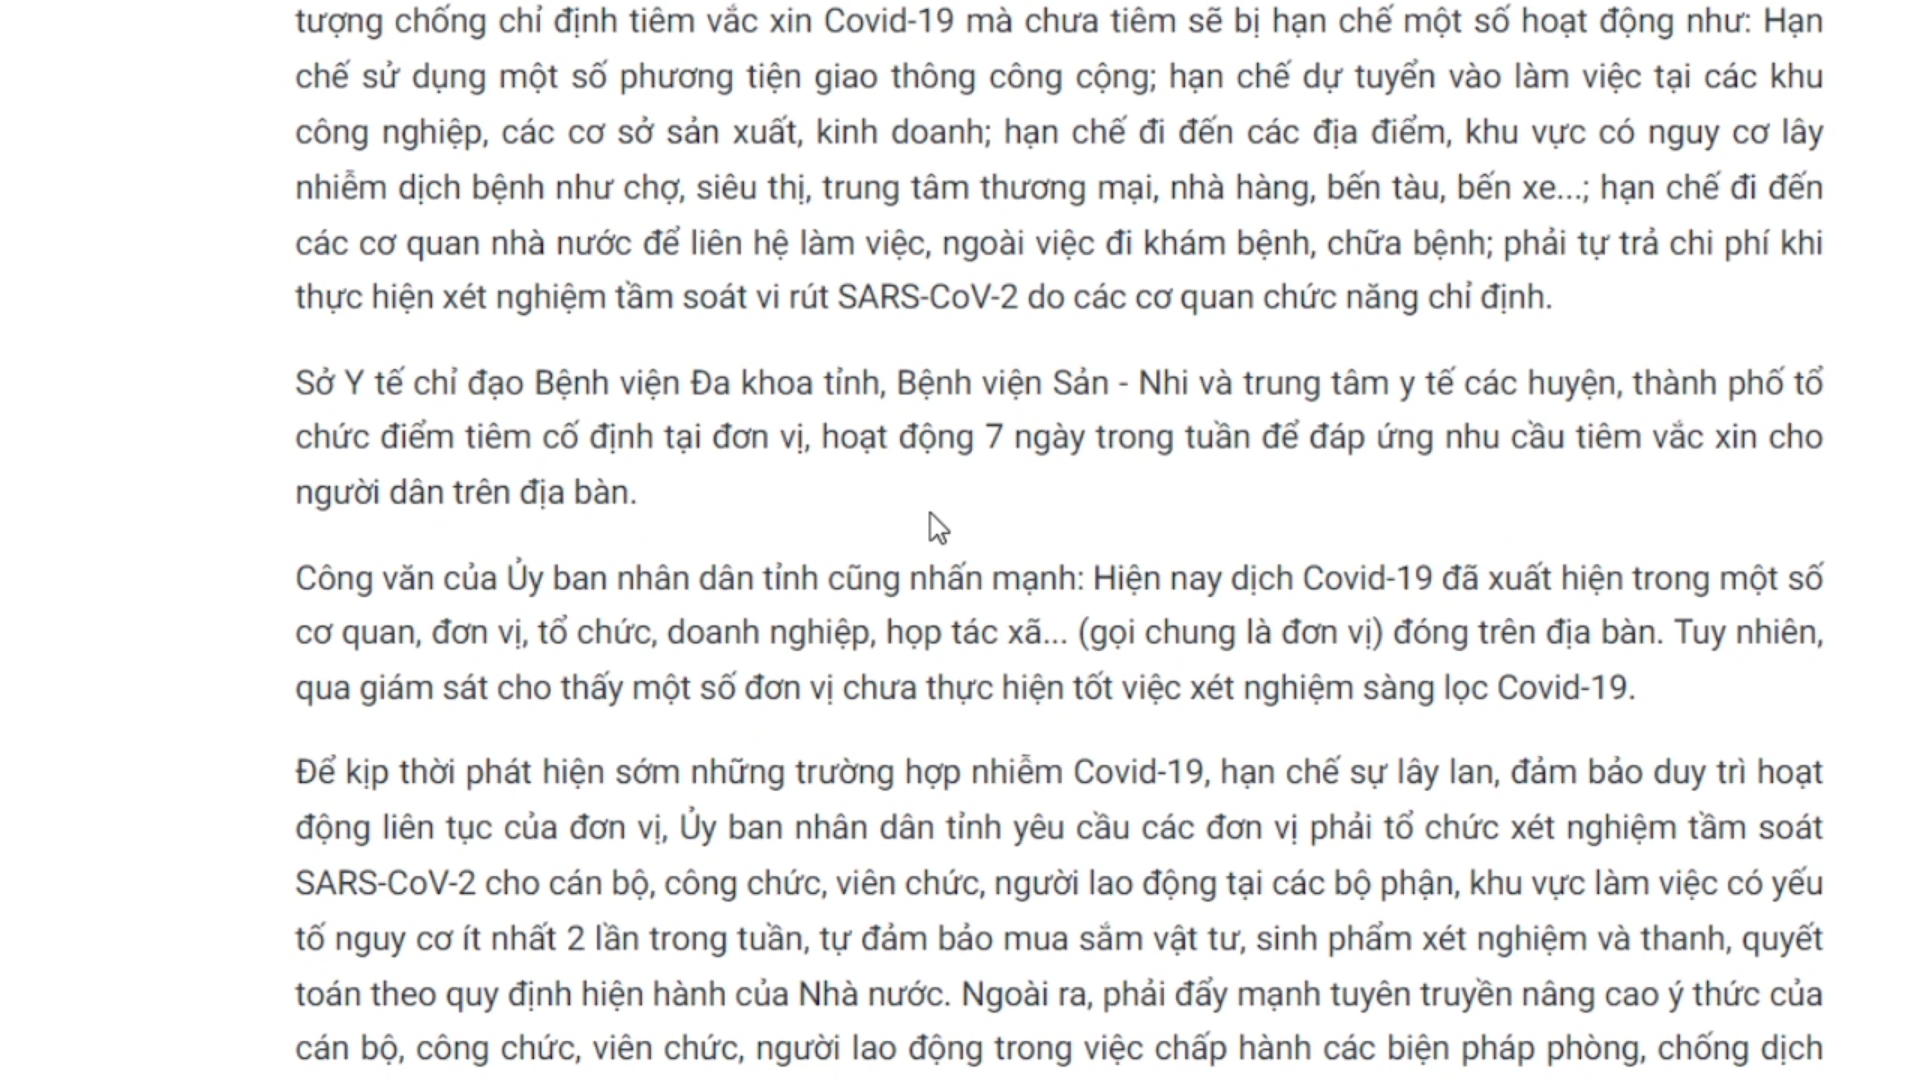 tượng chống chỉ định tiêm vắc xin Covid-19 mà chưa tiêm sẽ bị hạn chế một số hoạt động như: Hạn
chế sử dụng một số phương tiện giao thông công cộng; hạn chế dự tuyển vào làm việc tại các khu
công nghiệp, các cơ sở sản xuất, kinh doanh; hạn chế đi đến các địa điểm, khu vực có nguy cơ lây
nhiễm dịch bệnh như chợ, siêu thị, trung tâm thương mại, nhà hàng, bến tàu, bến xe...; hạn chế đi đến
các cơ quan nhà nước để liên hệ làm việc, ngoài việc đi khám bệnh, chữa bệnh; phải tự trả chi phí khi
thực hiện xét nghiệm tầm soát vi rút SARS-CoV-2 do các cơ quan chức năng chỉ định.
Sở Y tế chỉ đạo Bệnh viện Đa khoa tỉnh, Bệnh viện Sản - Nhi và trung tâm y tế các huyện, thành phố tổ
chức điểm tiêm cố định tại đơn vị, hoạt động 7 ngày trong tuần để đáp ứng nhu cầu tiêm vắc xin cho
người dân trên địa bàn.
Công văn của Ủy ban nhân dân tỉnh cũng nhấn mạnh: Hiện nay dịch Covid-19 đã xuất hiện trong một số
cơ quan, đơn vị, tổ chức, doanh nghiệp, họp tác xã... (gọi chung là đơn vị) đóng trên địa bàn. Tuy nhiên,
qua giám sát cho thấy một số đơn vị chưa thực hiện tốt việc xét nghiệm sàng lọc Covid-19.
Để kịp thời phát hiện sớm những trường hợp nhiễm Covid-19, hạn chế sự lây lan, đảm bảo duy trì hoạt
động liên tục của đơn vị, Ủy ban nhân dân tỉnh yêu cầu các đơn vị phải tổ chức xét nghiệm tầm soát
SARS-CoV-2 cho cán bộ, công chức, viên chức, người lao động tại các bộ phận, khu vực làm việc có yếu
tố nguy cơ ít nhất 2 lần trong tuần, tự đảm bảo mua sắm vật tư, sinh phẩm xét nghiệm và thanh, quyết
toán theo quy định hiện hành của Nhà nước. Ngoài ra, phải đẩy mạnh tuyên truyền nâng cao ý thức của
cán bộ, công chức, viên chức, người lao động trong việc chấp hành các biện pháp phòng, chống dịch